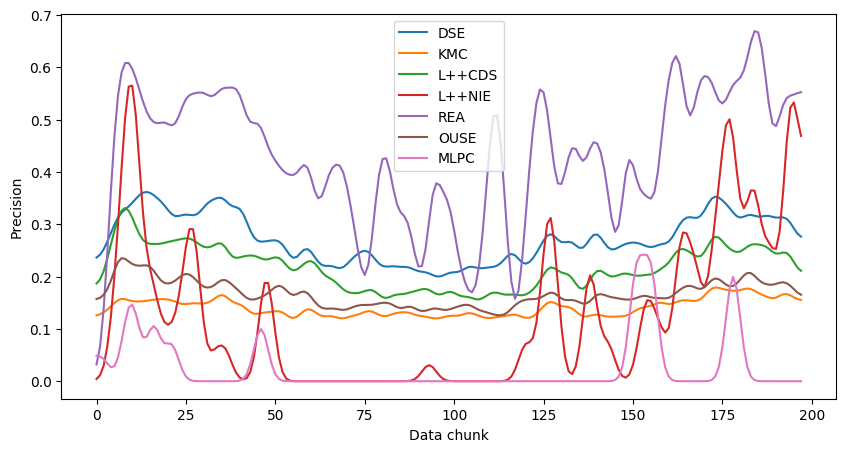 0.7
0.6
0.5
0.4
0.3
0.2
0.1
0.0
Precision
DSE
KMC
L++CDS
L++NIE
REA
OUSE
MLPC
0 25 50 75 100 125 150 175 200
Data chunk